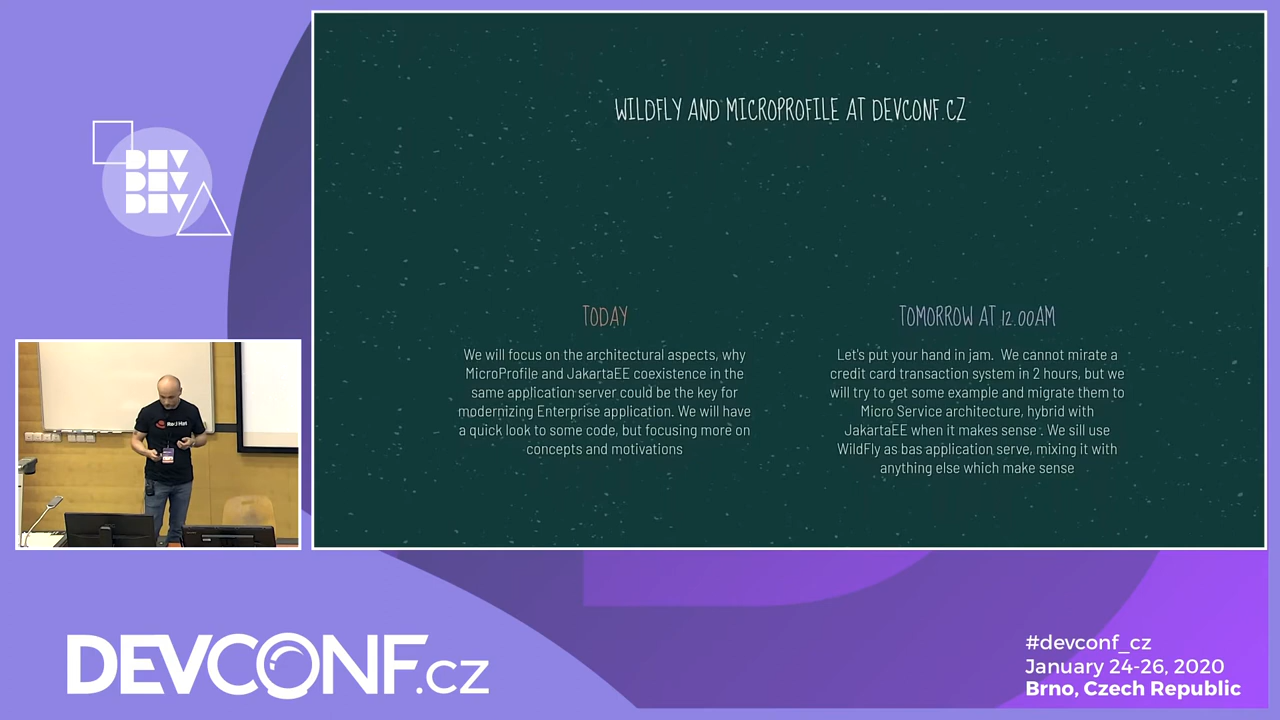 WILDFLY AND MICROPROFILE AT DEVCONF.CZ
TODAY
We will focus on the architectural aspects, why
MicroProfile and JakartaEE coexistence in the
same application server could be the key for
modernizing Enterprise application. We will have
a quick look to some code, but focusing more on
concepts and motivations
TOMORROW AT 12.00AM
Let's put your hand in jam. We cannot mirate a
credit card transaction system in 2 hours, but we
will try to get some example and migrate them to
Micro Service architecture, hybrid with
JakartaEE when it makes sense . We sill use
WildFly as bas application serve, mixing it with
anything else which make sense
DEV
DEV
DEV
Red Hat
DEVCONF.cz
#devconf_cz
January 24-26, 2020
Brno, Czech Republic